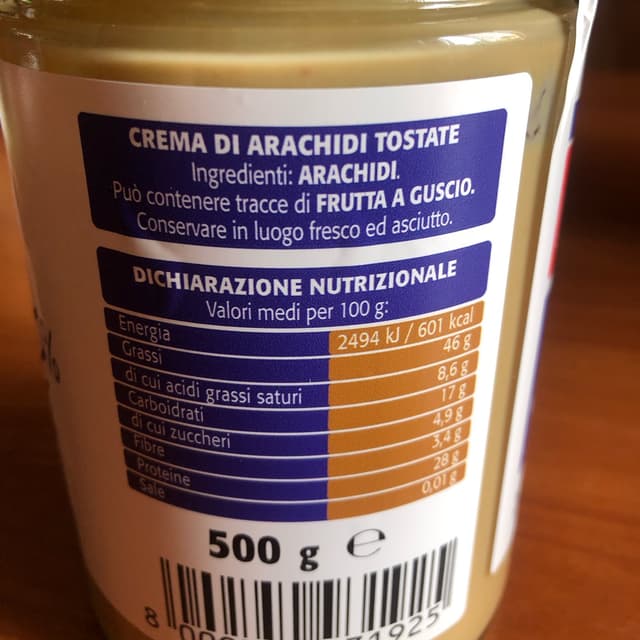 CREMA DI ARACHIDI TOSTATE
Ingredienti: ARACHIDI.
Può contenere tracce di FRUTTA A GUSCIO.
Conservare in luogo fresco ed asciutto.
DICHIARAZIONE NUTRIZIONALE
Valori medi per 100 g:
Energia 2494 kJ / 601 kcal
Grassi 46 g
di cui acidi grassi saturi 8,6 g
Carboidrati 17 g
di cui zuccheri 4,9 g
Fibre 3,4 g
Proteine 28 g
Sale 0,01 g
500 g ℮